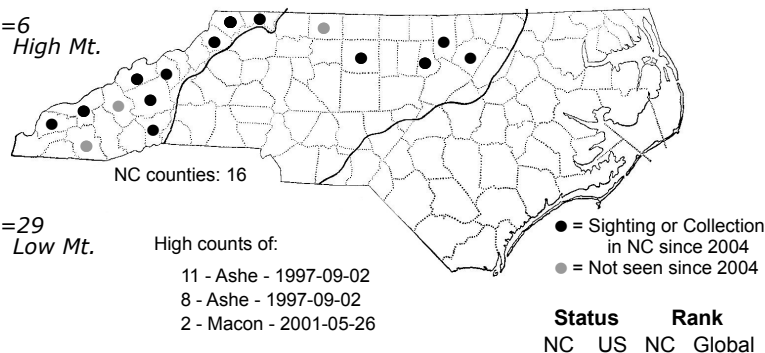 =6
High Mt.
NC counties: 16
=29
Low Mt.
High counts of:
11 - Ashe - 1997-09-02
8 - Ashe - 1997-09-02
2 - Macon - 2001-05-26
= Sighting or Collection
in NC since 2004
= Not seen since 2004
Status Rank
NC US NC Global